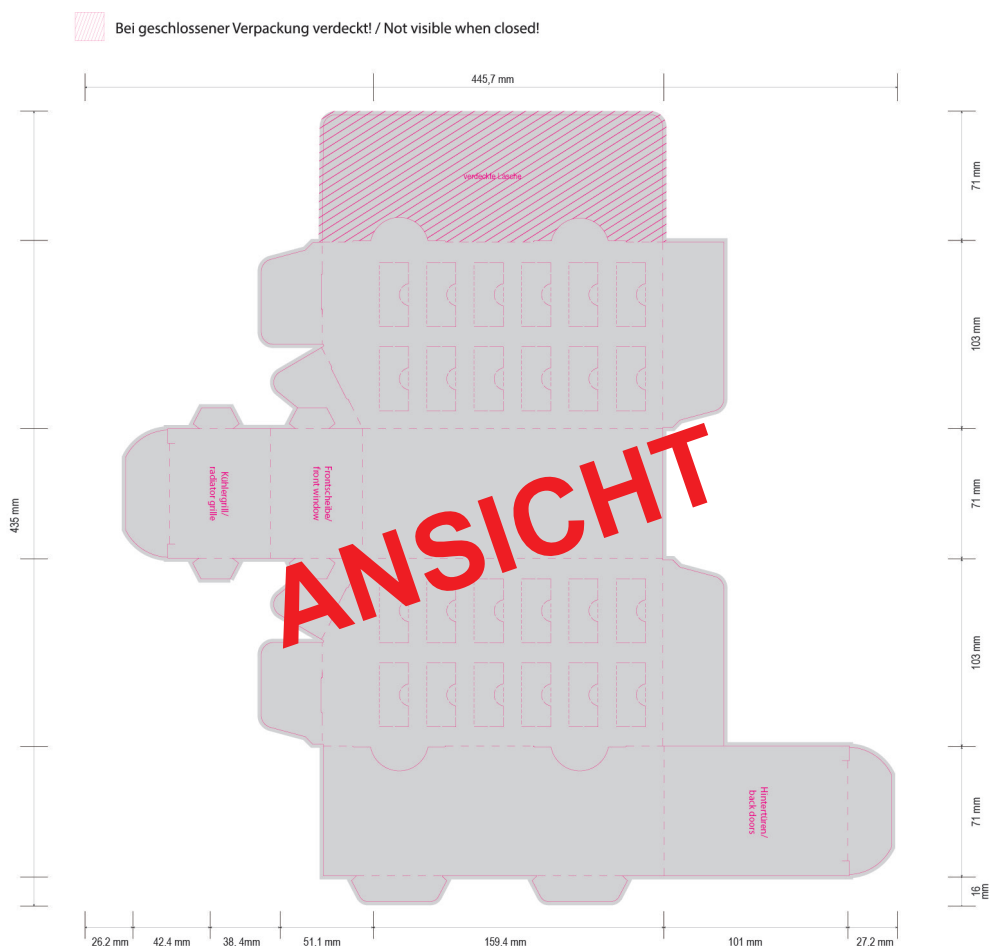 Bei geschlossener Verpackung verdeckt! / Not visible when closed!
445,7 mm
verdeckte Lasche
71 mm
103 mm
Kühlergrill/
radiator grille
Frontscheibe/
front window
71 mm
435 mm
ANSICHT
103 mm
Hintertüren/
back doors
71 mm
16
mm
26.2 mm
42.4 mm
38. 4mm
51.1 mm
159.4 mm
101 mm
27.2 mm